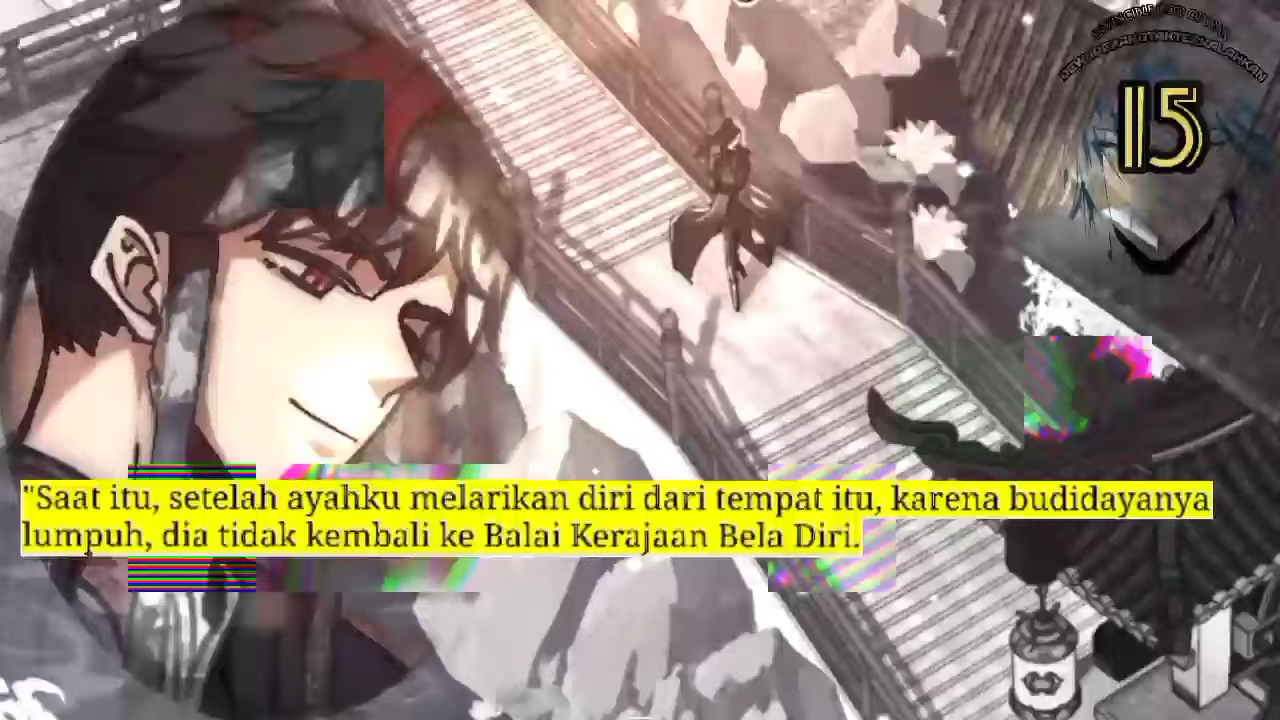 15
"Saat itu, setelah ayahku melarikan diri dari tempat itu, karena budidayanya
lumpuh, dia tidak kembali ke Balai Kerajaan Bela Diri.